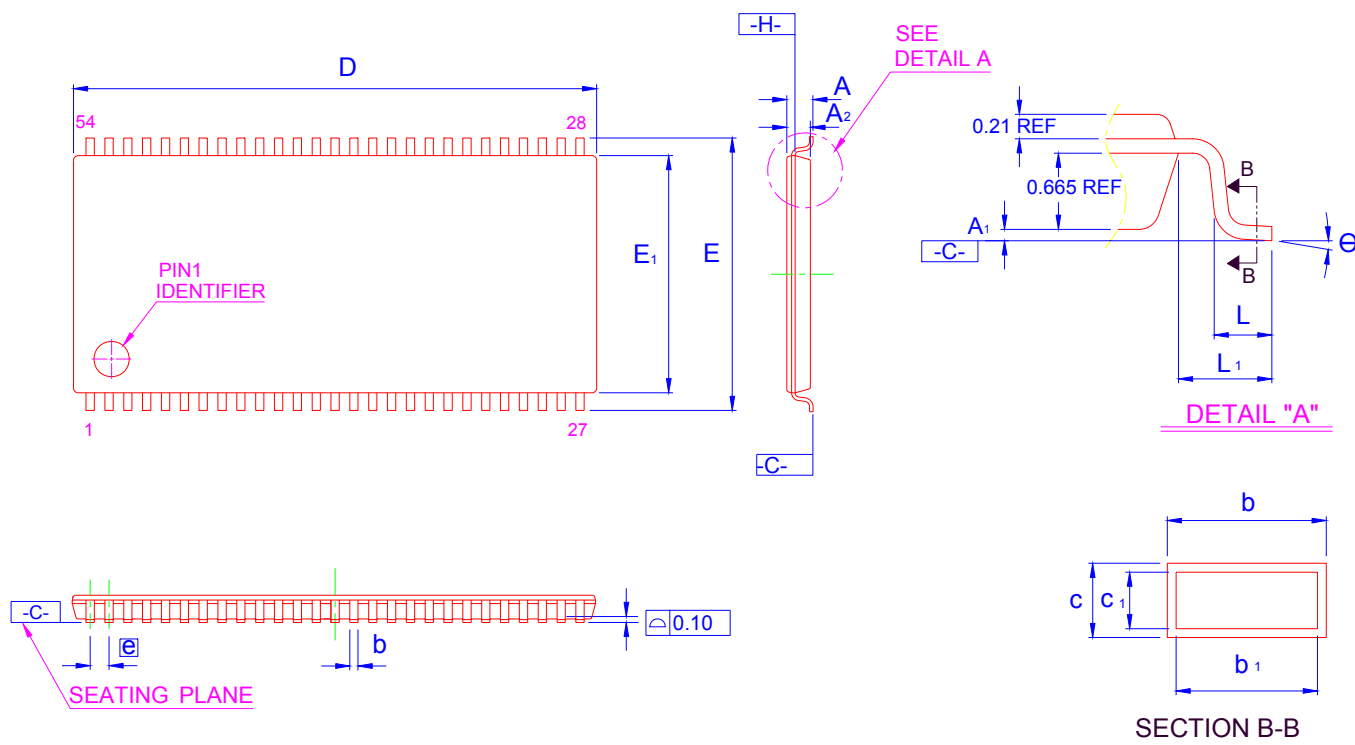 D
54
28
PIN1
IDENTIFIER
E1
E
1
27
-H-
SEE
DETAIL A
A
A2
-C-
0.21 REF
0.665 REF
A1
-C-
B
B
Θ
L
L1
DETAIL "A"
-C-
e
b
0.10
SEATING PLANE
b
c
c1
b1
SECTION B-B